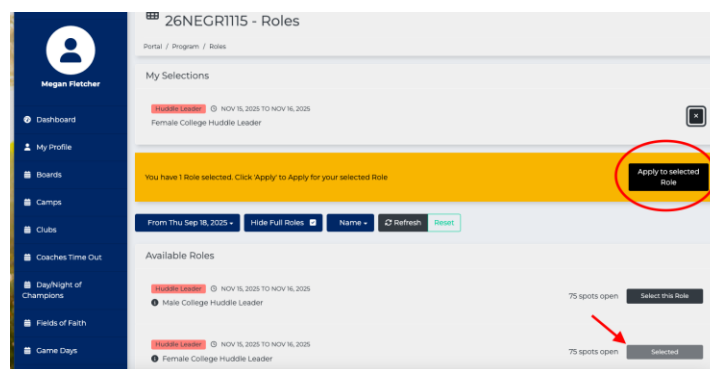 26NEGR1115 - Roles
Portal / Program / Roles
Megan Fletcher
Dashboard
My Profile
Boards
Camps
Clubs
Coaches Time Out
Day/Night of
Champions
Fields of Faith
Game Days
My Selections
Huddle Leader NOV 15, 2025 TO NOV 16, 2025
Female College Huddle Leader
×
You have 1 Role selected. Click 'Apply' to Apply for your selected Role
Apply to selected
Role
From Thu Sep 18, 2025 Hide Full Roles Name Refresh Reset
Available Roles
Huddle Leader NOV 15, 2025 TO NOV 16, 2025
Male College Huddle Leader
75 spots open Select this Role
Huddle Leader NOV 15, 2025 TO NOV 16, 2025
Female College Huddle Leader
75 spots open Selected